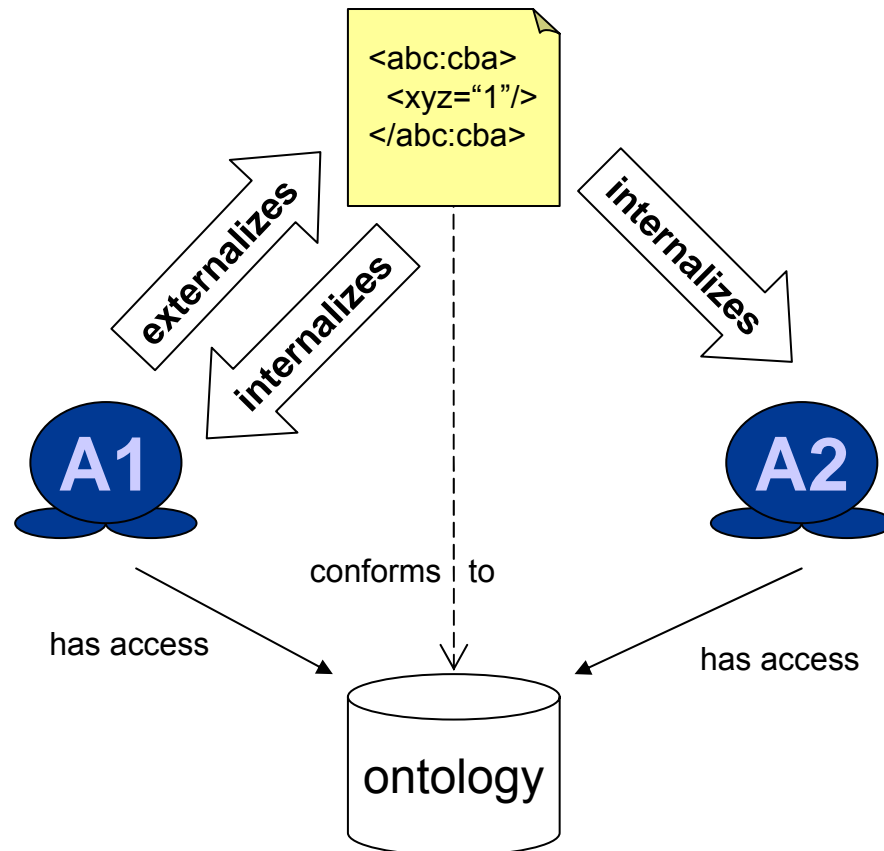 <abc:cba>
<xyz=“1”/>
</abc:cba>
externalizes
internalizes
internalizes
A1
A2
conforms to
has access
has access
ontology